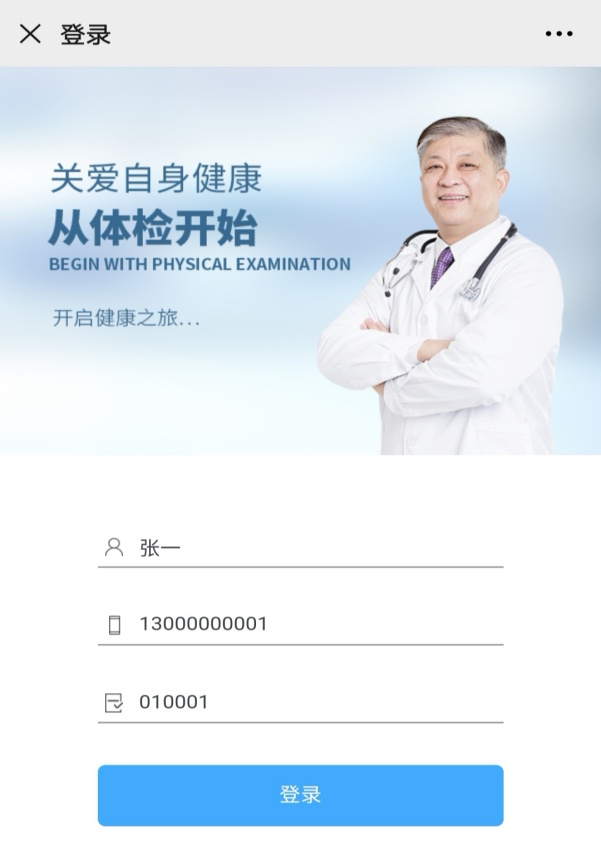 登录
关爱自身健康
从体检开始
BEGIN WITH PHYSICAL EXAMINATION
开启健康之旅...
张一
13000000001
010001
登录